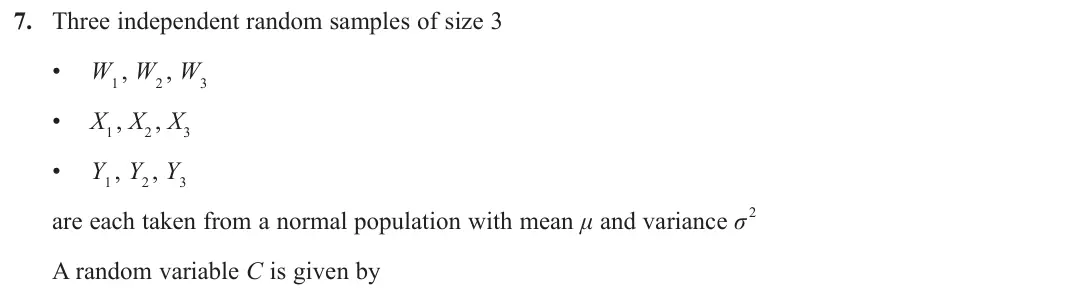 7. Three independent random samples of size 3
• W₁, W₂, W₃
• X₁, X₂, X₃
• Y₁, Y₂, Y₃
are each taken from a normal population with mean μ and variance σ²
A random variable C is given by